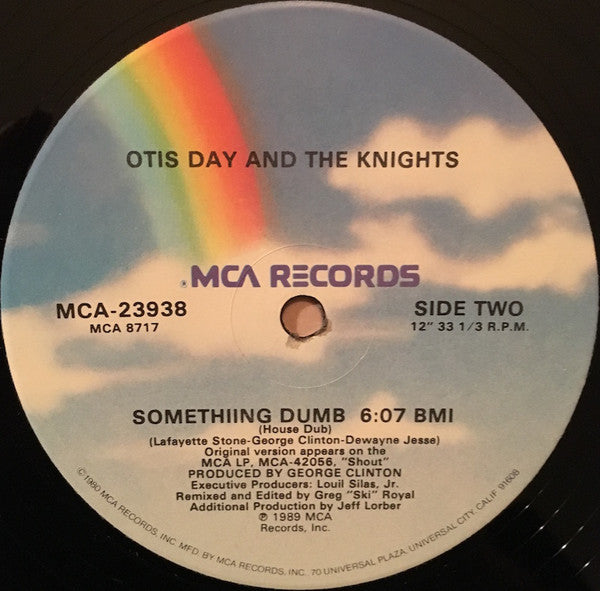 OTIS DAY AND THE KNIGHTS
®MCA RECORDS
MCA-23938
MCA 8717
SIDE TWO
12" 33 1/3 R.P.M.
SOMETHIING DUMB 6:07 BMI
(House Dub)
(Lafayette Stone-George Clinton-Dewayne Jesse)
Original version appears on the
MCA LP, MCA-42056, "Shout"
PRODUCED BY GEORGE CLINTON
Executive Producers: Louil Silas, Jr.
Remixed and Edited by Greg "Ski" Royal
Additional Production by Jeff Lorber
℗ 1989 MCA
Records, Inc.
©1980 MCA RECORDS, INC. MFD. BY MCA RECORDS, INC. 70 UNIVERSAL PLAZA, UNIVERSAL CITY, CALIF. 91608